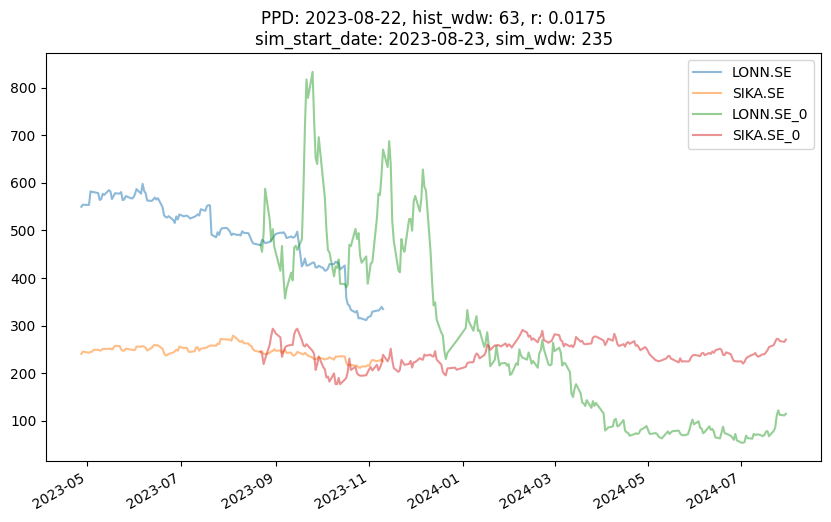 PPD: 2023-08-22, hist_wdw: 63, r: 0.0175
sim_start_date: 2023-08-23, sim_wdw: 235
LONN.SE
SIKA.SE
LONN.SE_0
SIKA.SE_0
800
700
600
500
400
300
200
100
2023-05
2023-07
2023-09
2023-11
2024-01
2024-03
2024-05
2024-07